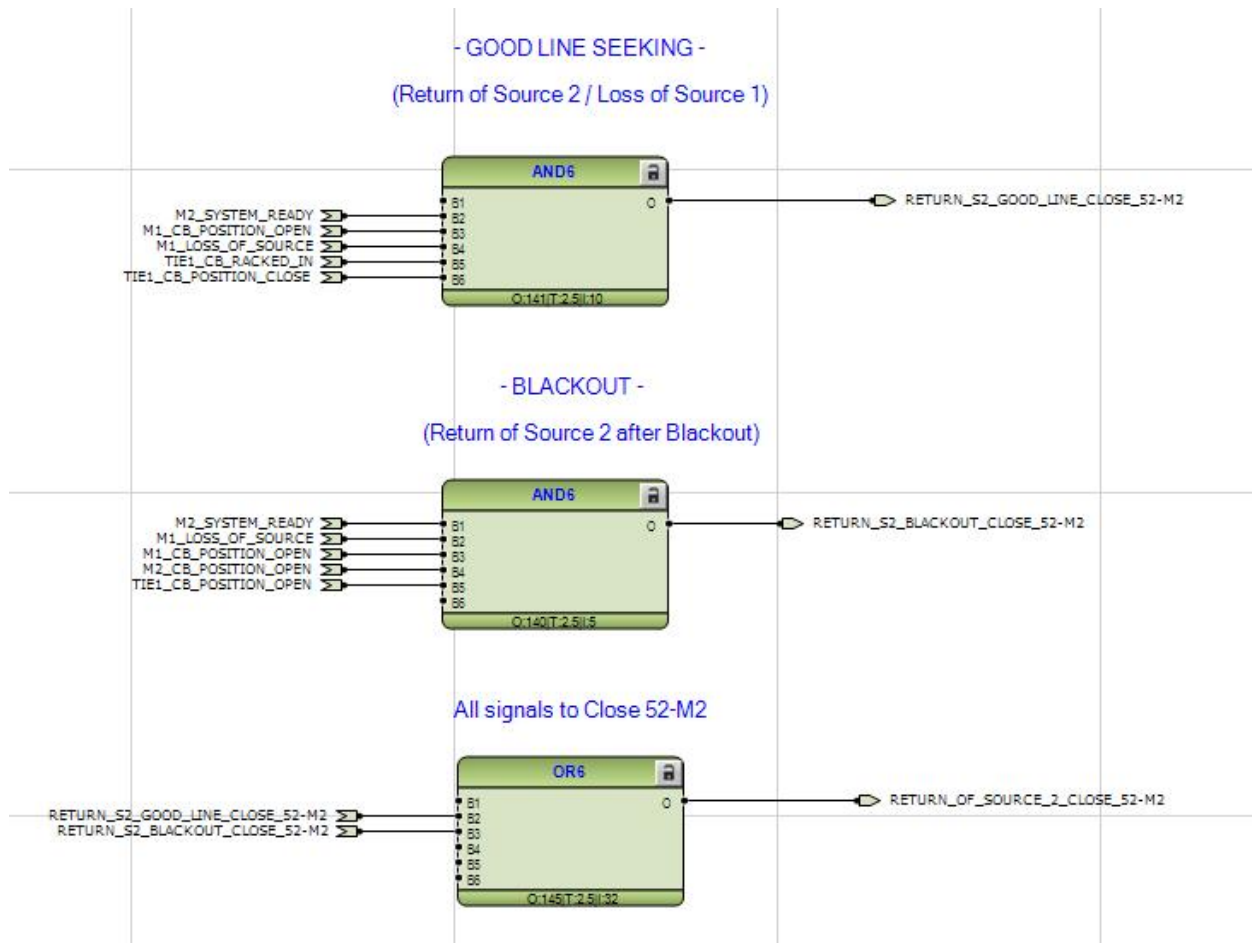 - GOOD LINE SEEKING -
(Return of Source 2 / Loss of Source 1)
AND6
B1
B2
B3
B4
B5
B6
O
M2_SYSTEM_READY
M1_CB_POSITION_OPEN
M1_LOSS_OF_SOURCE
TIE1_CB_RACKED_IN
TIE1_CB_POSITION_CLOSE
RETURN_S2_GOOD_LINE_CLOSE_52-M2
O:141|T:2.5|I:10
- BLACKOUT -
(Return of Source 2 after Blackout)
AND6
B1
B2
B3
B4
B5
B6
O
M2_SYSTEM_READY
M1_LOSS_OF_SOURCE
M1_CB_POSITION_OPEN
M2_CB_POSITION_OPEN
TIE1_CB_POSITION_OPEN
RETURN_S2_BLACKOUT_CLOSE_52-M2
O:140|T:2.5|I:5
All signals to Close 52-M2
OR6
B1
B2
B3
B4
B5
B6
O
RETURN_S2_GOOD_LINE_CLOSE_52-M2
RETURN_S2_BLACKOUT_CLOSE_52-M2
RETURN_OF_SOURCE_2_CLOSE_52-M2
O:145|T:2.5|I:32